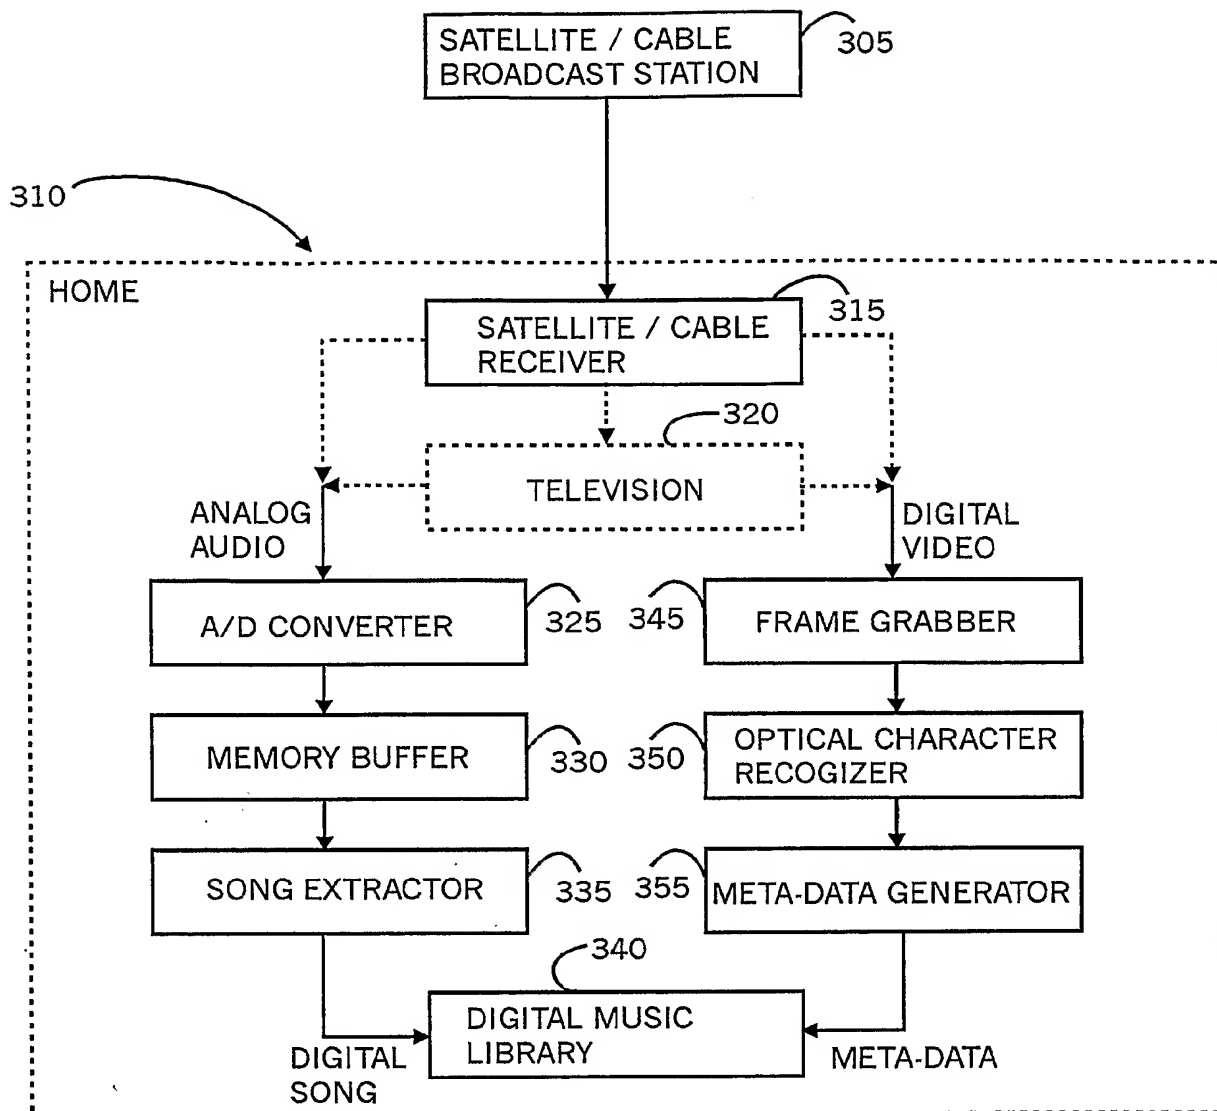 SATELLITE / CABLE
BROADCAST STATION
305
310
HOME
SATELLITE / CABLE
RECEIVER
315
320
TELEVISION
ANALOG
AUDIO
DIGITAL
VIDEO
A/D CONVERTER
325
345
FRAME GRABBER
MEMORY BUFFER
330
350
OPTICAL CHARACTER
RECOGIZER
SONG EXTRACTOR
335
355
META-DATA GENERATOR
340
DIGITAL MUSIC
LIBRARY
DIGITAL
SONG
META-DATA